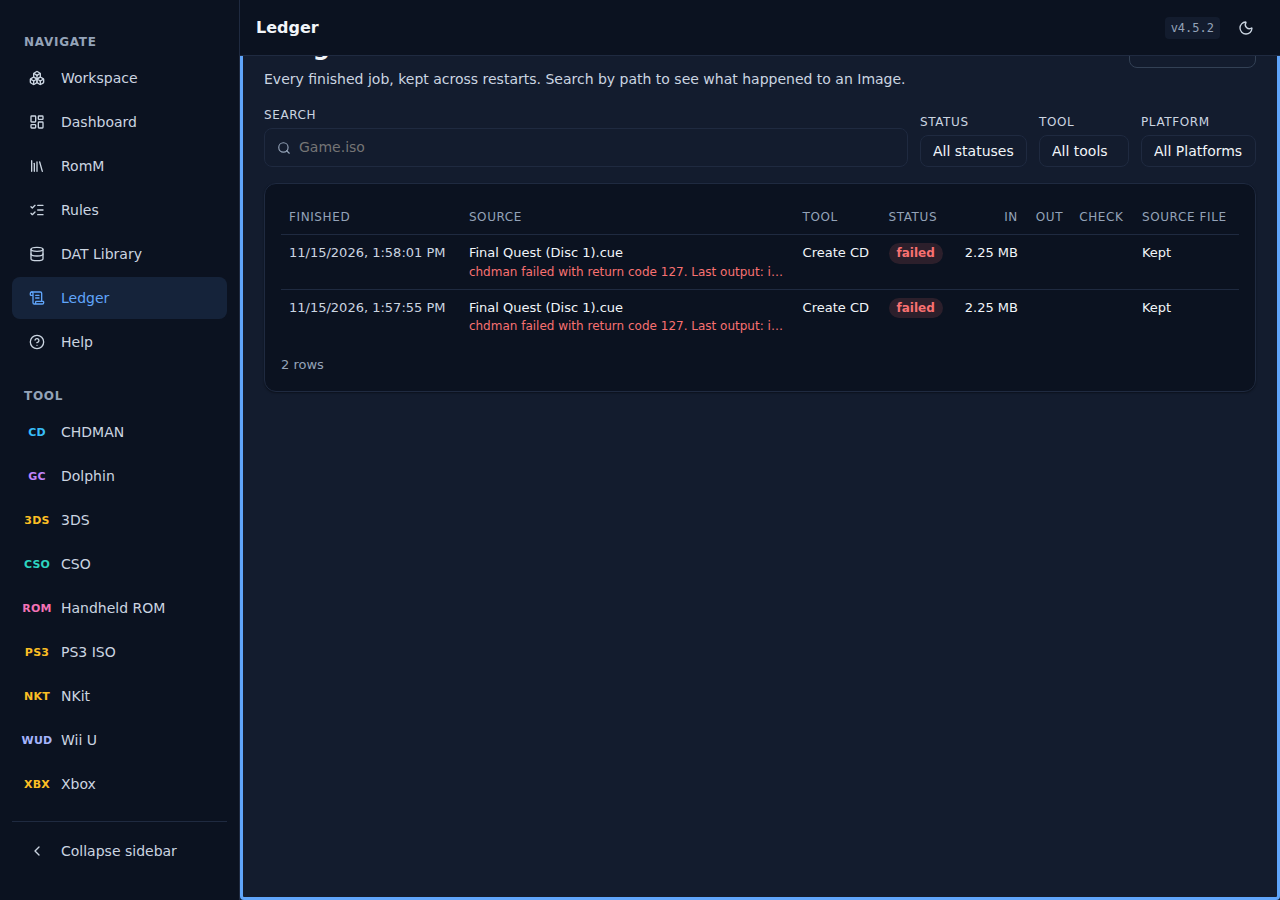 NAVIGATE
Workspace
Dashboard
RomM
Rules
DAT Library
Ledger
Help
TOOL
CD CHDMAN
GC Dolphin
3DS 3DS
CSO CSO
ROM Handheld ROM
PS3 PS3 ISO
NKT NKit
WUD Wii U
XBX Xbox
Collapse sidebar
Ledger
v4.5.2
Every finished job, kept across restarts. Search by path to see what happened to an Image.
SEARCH
Game.iso
STATUS
All statuses
TOOL
All tools
PLATFORM
All Platforms
FINISHED SOURCE TOOL STATUS IN OUT CHECK SOURCE FILE
11/15/2026, 1:58:01 PM Final Quest (Disc 1).cue Create CD failed 2.25 MB Kept
chdman failed with return code 127. Last output: i...
11/15/2026, 1:57:55 PM Final Quest (Disc 1).cue Create CD failed 2.25 MB Kept
chdman failed with return code 127. Last output: i...
2 rows